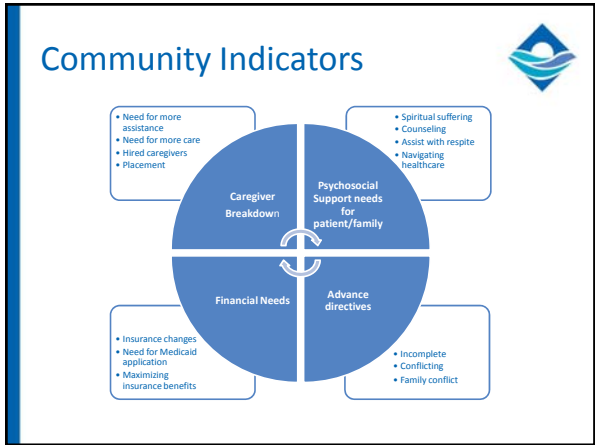 Community Indicators
• Need for more
assistance
• Need for more care
• Hired caregivers
• Placement
• Spiritual suffering
• Counseling
• Assist with respite
• Navigating
healthcare
Caregiver
Breakdown
Psychosocial
Support needs
for
patient/family
Financial Needs
Advance
directives
• Insurance changes
• Need for Medicaid
application
• Maximizing
insurance benefits
• Incomplete
• Conflicting
• Family conflict